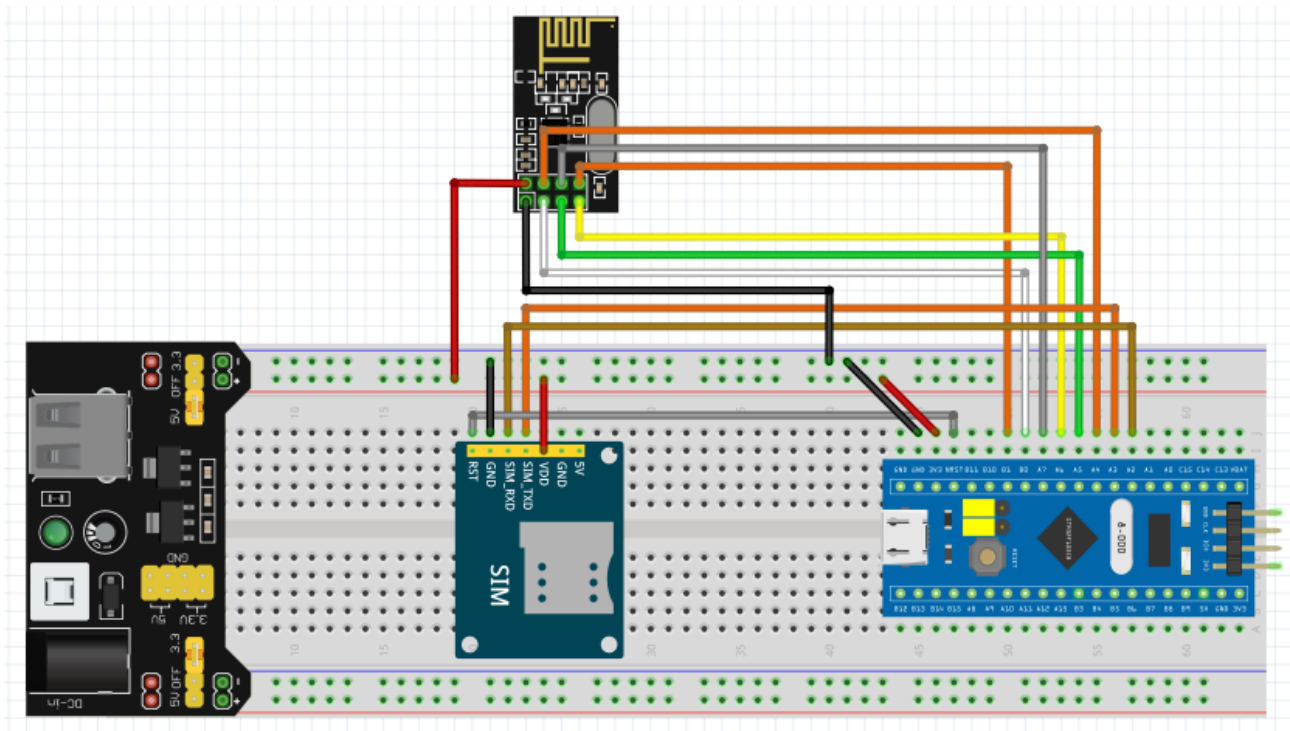 3.3
OFF
5V
-
+
10
15
60
J
RST
GND
SIM_RXD
SIM_TXD
VDD
GND
5V
SIM
GND GND 3V3 NRST B11 B10 B1 B0 A7 A6 A5 A4 A3 A2 A1 A0 C15 C14 C13 VBAT
RESET
8-000
B12 B13 B14 B15 A8 A9 A10 A11 A12 A15 B3 B4 B5 B6 B7 B8 B9 5V GND 3V3
GND
5V
3.3V
3.3
OFF
5V
-
+
DC-in
A
10
15
30
35
40
45
50
55
60